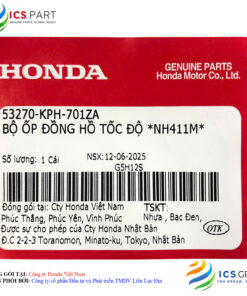 ICS PART
HONDA
GENUINE PARTS
Honda Motor Co., Ltd.
53270-KPH-701ZA
BỘ ỐP ĐỒNG HỒ TỐC ĐỘ *NH411M*
Số lượng: 1 Cái
NSX: 12-06-2025
G5H12S
Đóng gói tại: Cty Honda Việt Nam
TSKT:
Phúc Thắng, Phúc Yên, Vĩnh Phúc
Nhựa , Bạc Đen,
Được sự cho phép của Cty Honda Nhật Bản
Đ.C 2-2-3 Toranomon, Minato-ku, Tokyo, Nhật Bản
OTK
GÓI TẠI: Công ty Honda Việt Nam
PHỐI BỞI: Công ty cổ phần Đầu tư và Phát triển TMDV Liên Lục Địa
ICS